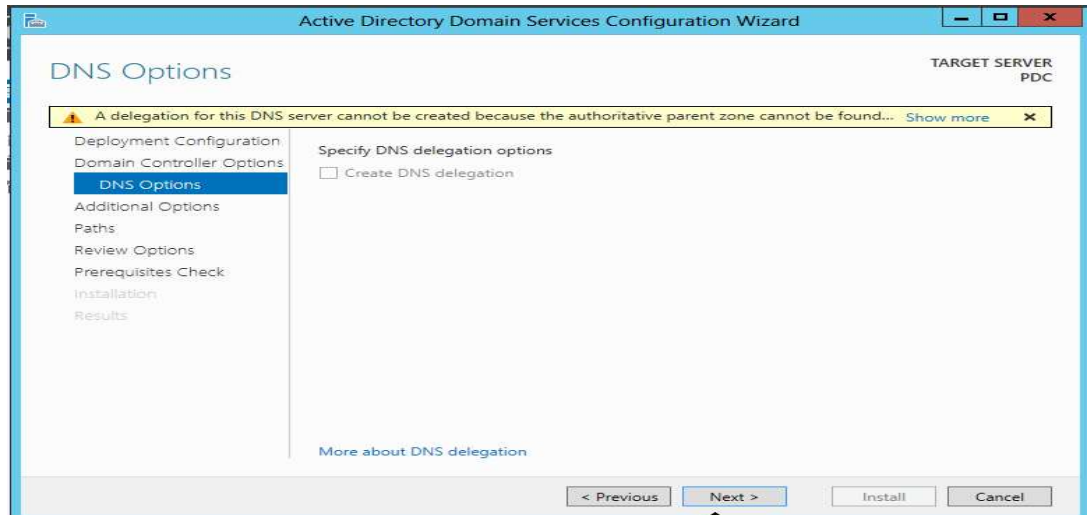 Active Directory Domain Services Configuration Wizard
DNS Options
TARGET SERVER
PDC
A delegation for this DNS server cannot be created because the authoritative parent zone cannot be found... Show more
Deployment Configuration
Domain Controller Options
DNS Options
Additional Options
Paths
Review Options
Prerequisites Check
Installation
Results
Specify DNS delegation options
Create DNS delegation
More about DNS delegation
< Previous
Next >
Install
Cancel